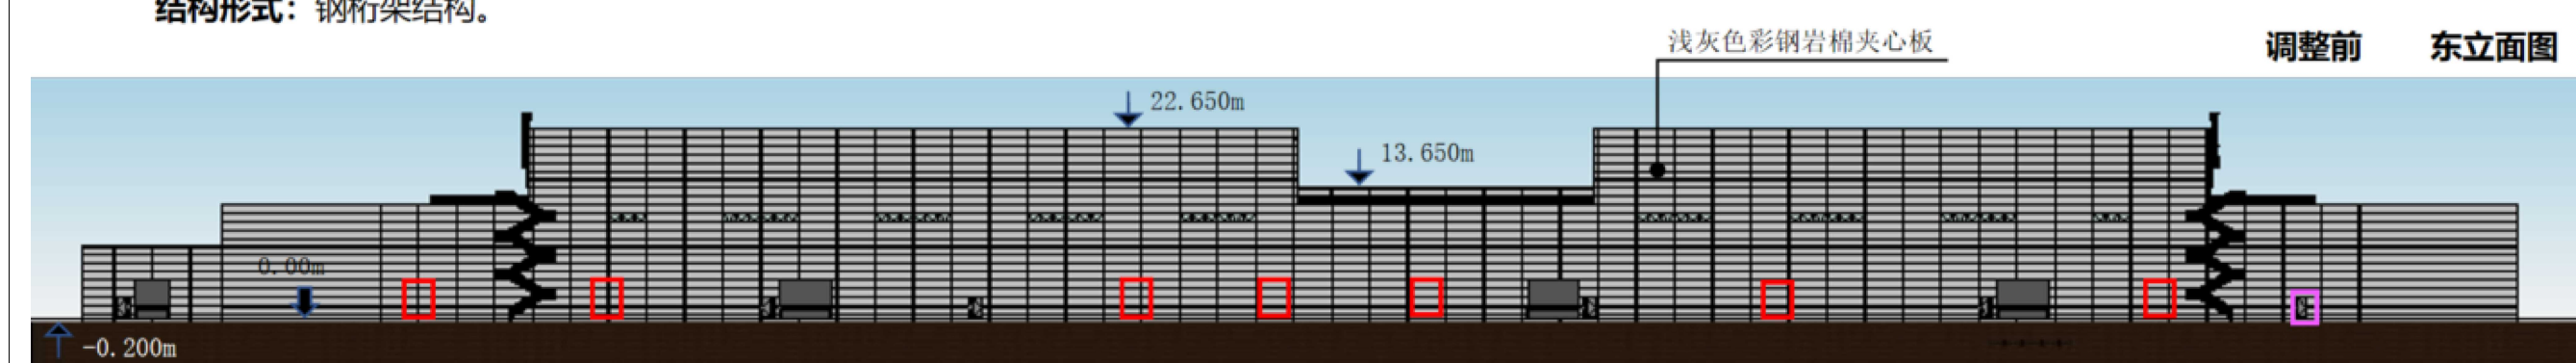 结构形式：钢桁架结构。
浅灰色彩钢岩棉夹心板
调整前 东立面图
22.650m
13.650m
0.00m
-0.200m